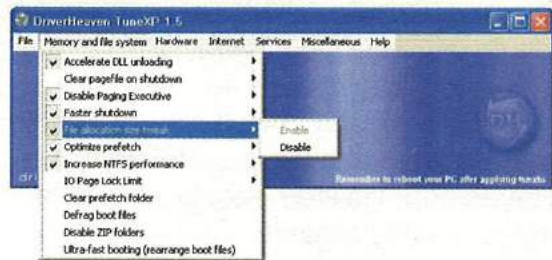 DriverHeaven TuneXP 1.5
File Memory and file system Hardware Internet Services Miscellaneous Help
Accelerate DLL unloading
Clear pagefile on shutdown
Disable Paging Executive
Faster shutdown
File allocation size tweak
Enable
Optimize prefetch
Disable
Increase NTFS performance
IO Page Lock Limit
Remember to reboot your PC after applying tweaks
Clear prefetch folder
Defrag boot files
Disable ZIP folders
Ultra-fast booting (rearrange boot files)